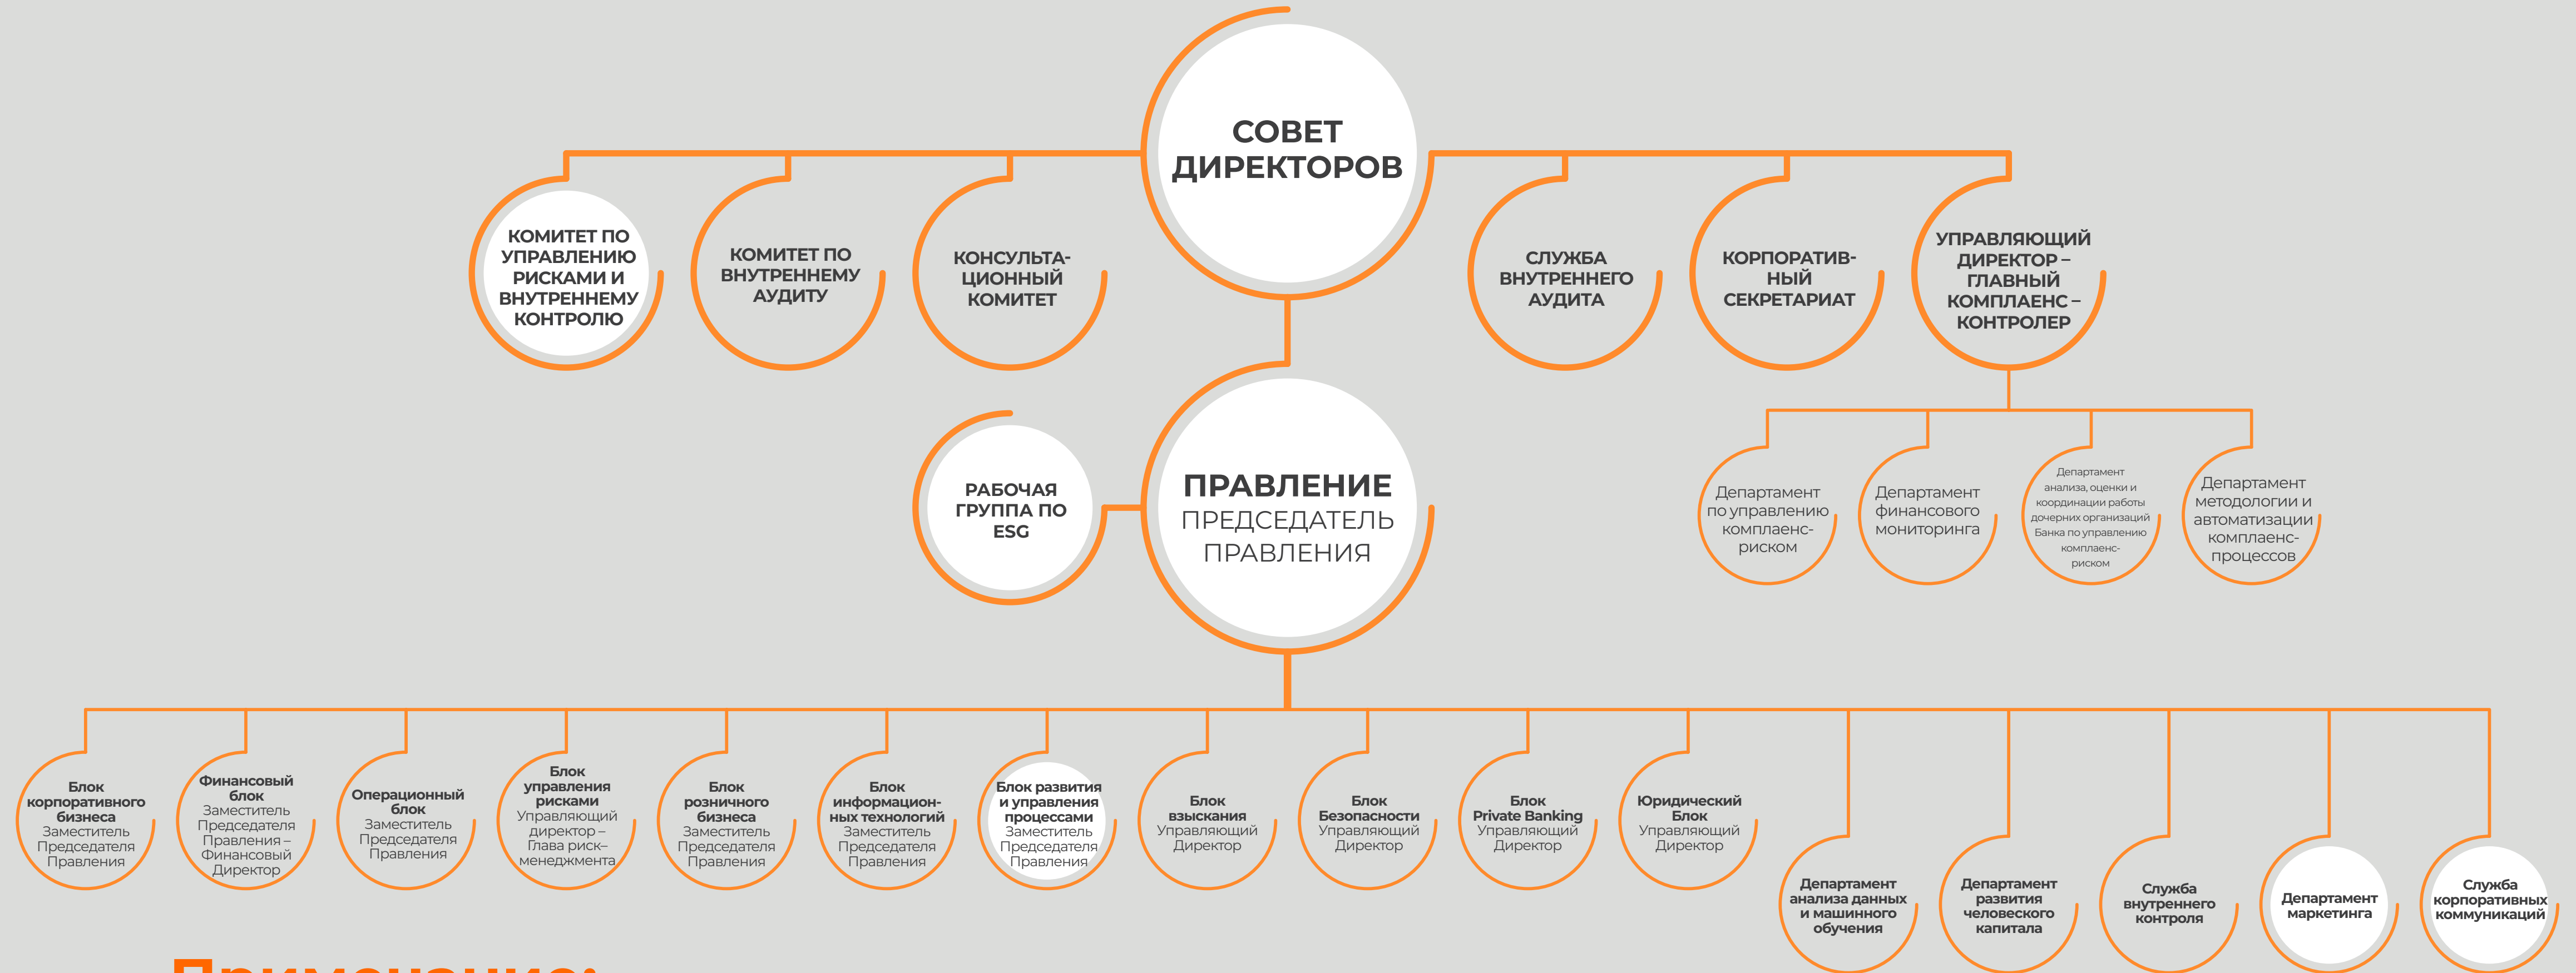 СОВЕТ
ДИРЕКТОРОВ
КОМИТЕТ ПО
УПРАВЛЕНИЮ
РИСКАМИ И
ВНУТРЕННЕМУ
КОНТРОЛЮ
КОМИТЕТ ПО
ВНУТРЕННЕМУ
АУДИТУ
КОНСУЛЬТА-
ЦИОННЫЙ
КОМИТЕТ
СЛУЖБА
ВНУТРЕННЕГО
АУДИТА
КОРПОРАТИВ-
НЫЙ
СЕКРЕТАРИАТ
УПРАВЛЯЮЩИЙ
ДИРЕКТОР –
ГЛАВНЫЙ
КОМПЛАЕНС –
КОНТРОЛЕР
РАБОЧАЯ
ГРУППА ПО
ESG
ПРАВЛЕНИЕ
ПРЕДСЕДАТЕЛЬ
ПРАВЛЕНИЯ
Департамент
по управлению
комплаенс-
риском
Департамент
финансового
мониторинга
Департамент
анализа, оценки и
координации работы
дочерних организаций
Банка по управлению
комплаенс-
риском
Департамент
методологии и
автоматизации
комплаенс-
процессов
Блок
корпоративного
бизнеса
Заместитель
Председателя
Правления
Финансовый
блок
Заместитель
Председателя
Правления –
Финансовый
Директор
Операционный
блок
Заместитель
Председателя
Правления
Блок
управления
рисками
Управляющий
директор –
Глава риск–
менеджмента
Блок
розничного
бизнеса
Заместитель
Председателя
Правления
Блок
информацион-
ных технологий
Заместитель
Председателя
Правления
Блок развития
и управления
процессами
Заместитель
Председателя
Правления
Блок
взыскания
Управляющий
Директор
Блок
Безопасности
Управляющий
Директор
Блок
Private Banking
Управляющий
Директор
Юридический
Блок
Управляющий
Директор
Департамент
анализа данных
и машинного
обучения
Департамент
развития
человеского
капитала
Служба
внутреннего
контроля
Департамент
маркетинга
Служба
корпоративных
коммуникаций
Примечание: